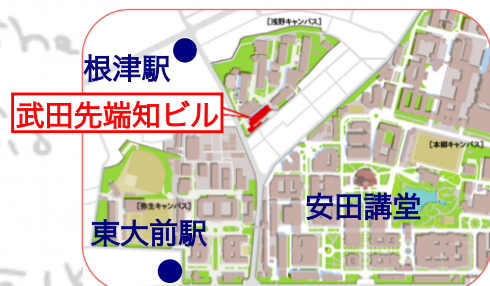 [浅野キャンパス]
根津駅
武田先端知ビル
[本郷キャンパス]
[弥生キャンパス]
安田講堂
東大前駅